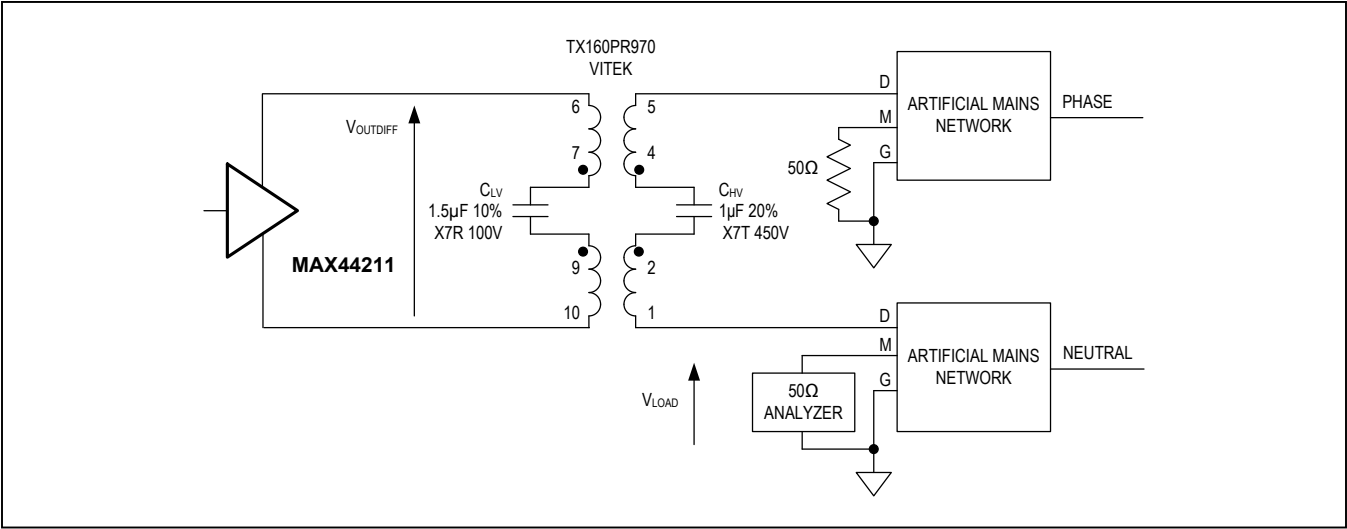 TX160PR970
VITEK
6
7
9
10
5
4
2
1
VOUTDIFF
CLV
1.5µF 10%
X7R 100V
CHV
1µF 20%
X7T 450V
MAX44211
D
M
G
50Ω
ARTIFICIAL MAINS
NETWORK
PHASE
VLOAD
D
M
G
50Ω
ANALYZER
ARTIFICIAL MAINS
NETWORK
NEUTRAL